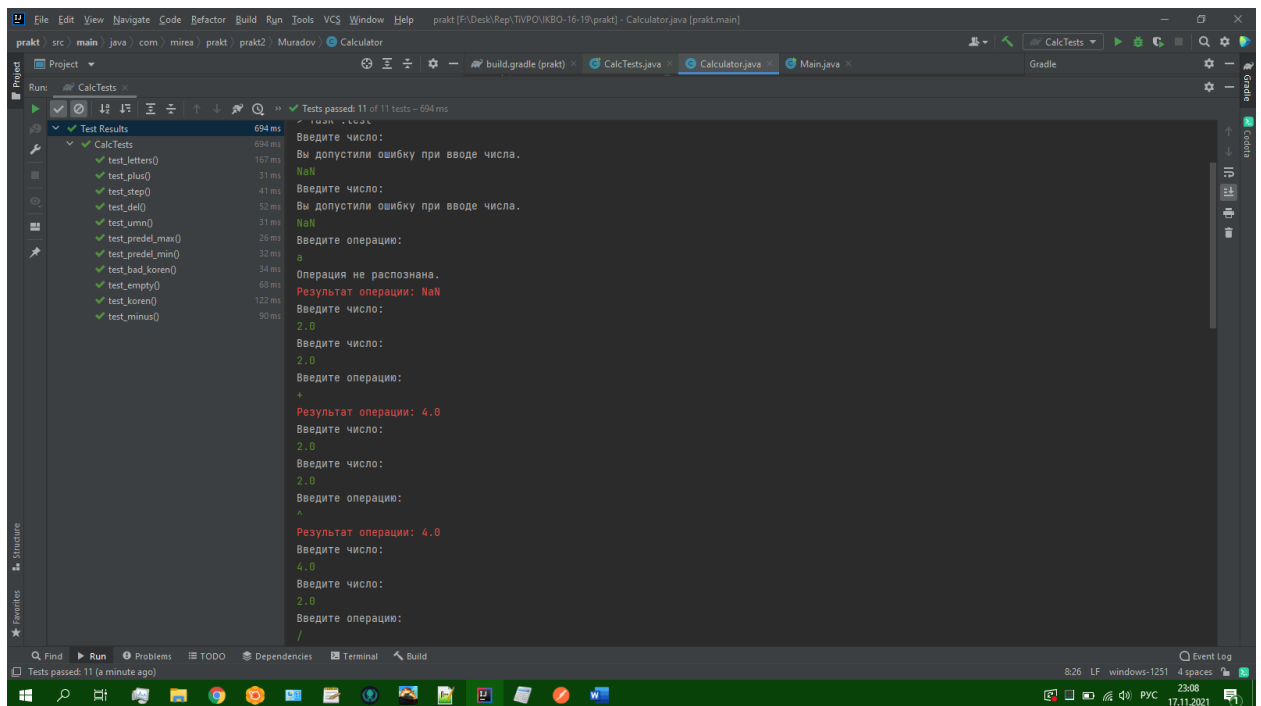 File Edit View Navigate Code Refactor Build Run Tools VCS Window Help prakt [F:\Desk\Rep\TiVPO\IKBO-16-19\prakt] - Calculator.java [prakt.main]
prakt src main java com mirea prakt prakt2 Muradov Calculator CalcTests
Project build.gradle (prakt) CalcTests.java Calculator.java Main.java Gradle
Run: CalcTests
Tests passed: 11 of 11 tests – 694 ms
Test Results 694 ms
CalcTests 694 ms
test_letters() 167 ms
test_plus() 31 ms
test_step() 41 ms
test_del() 52 ms
test_umn() 31 ms
test_predel_max() 26 ms
test_predel_min() 32 ms
test_bad_koren() 34 ms
test_empty() 68 ms
test_koren() 122 ms
test_minus() 90 ms
> Task :test
Введите число:
Вы допустили ошибку при вводе числа.
NaN
Введите число:
Вы допустили ошибку при вводе числа.
NaN
Введите операцию:
a
Операция не распознана.
Результат операции: NaN
Введите число:
2.0
Введите число:
2.0
Введите операцию:
+
Результат операции: 4.0
Введите число:
2.0
Введите число:
2.0
Введите операцию:
^
Результат операции: 4.0
Введите число:
4.0
Введите число:
2.0
Введите операцию:
/
Project
Structure
Favorites
Gradle
Codota
Find Run Problems TODO Dependencies Terminal Build Event Log
Tests passed: 11 (a minute ago) 8:26 LF windows-1251 4 spaces
РУС 23:08
17.11.2021